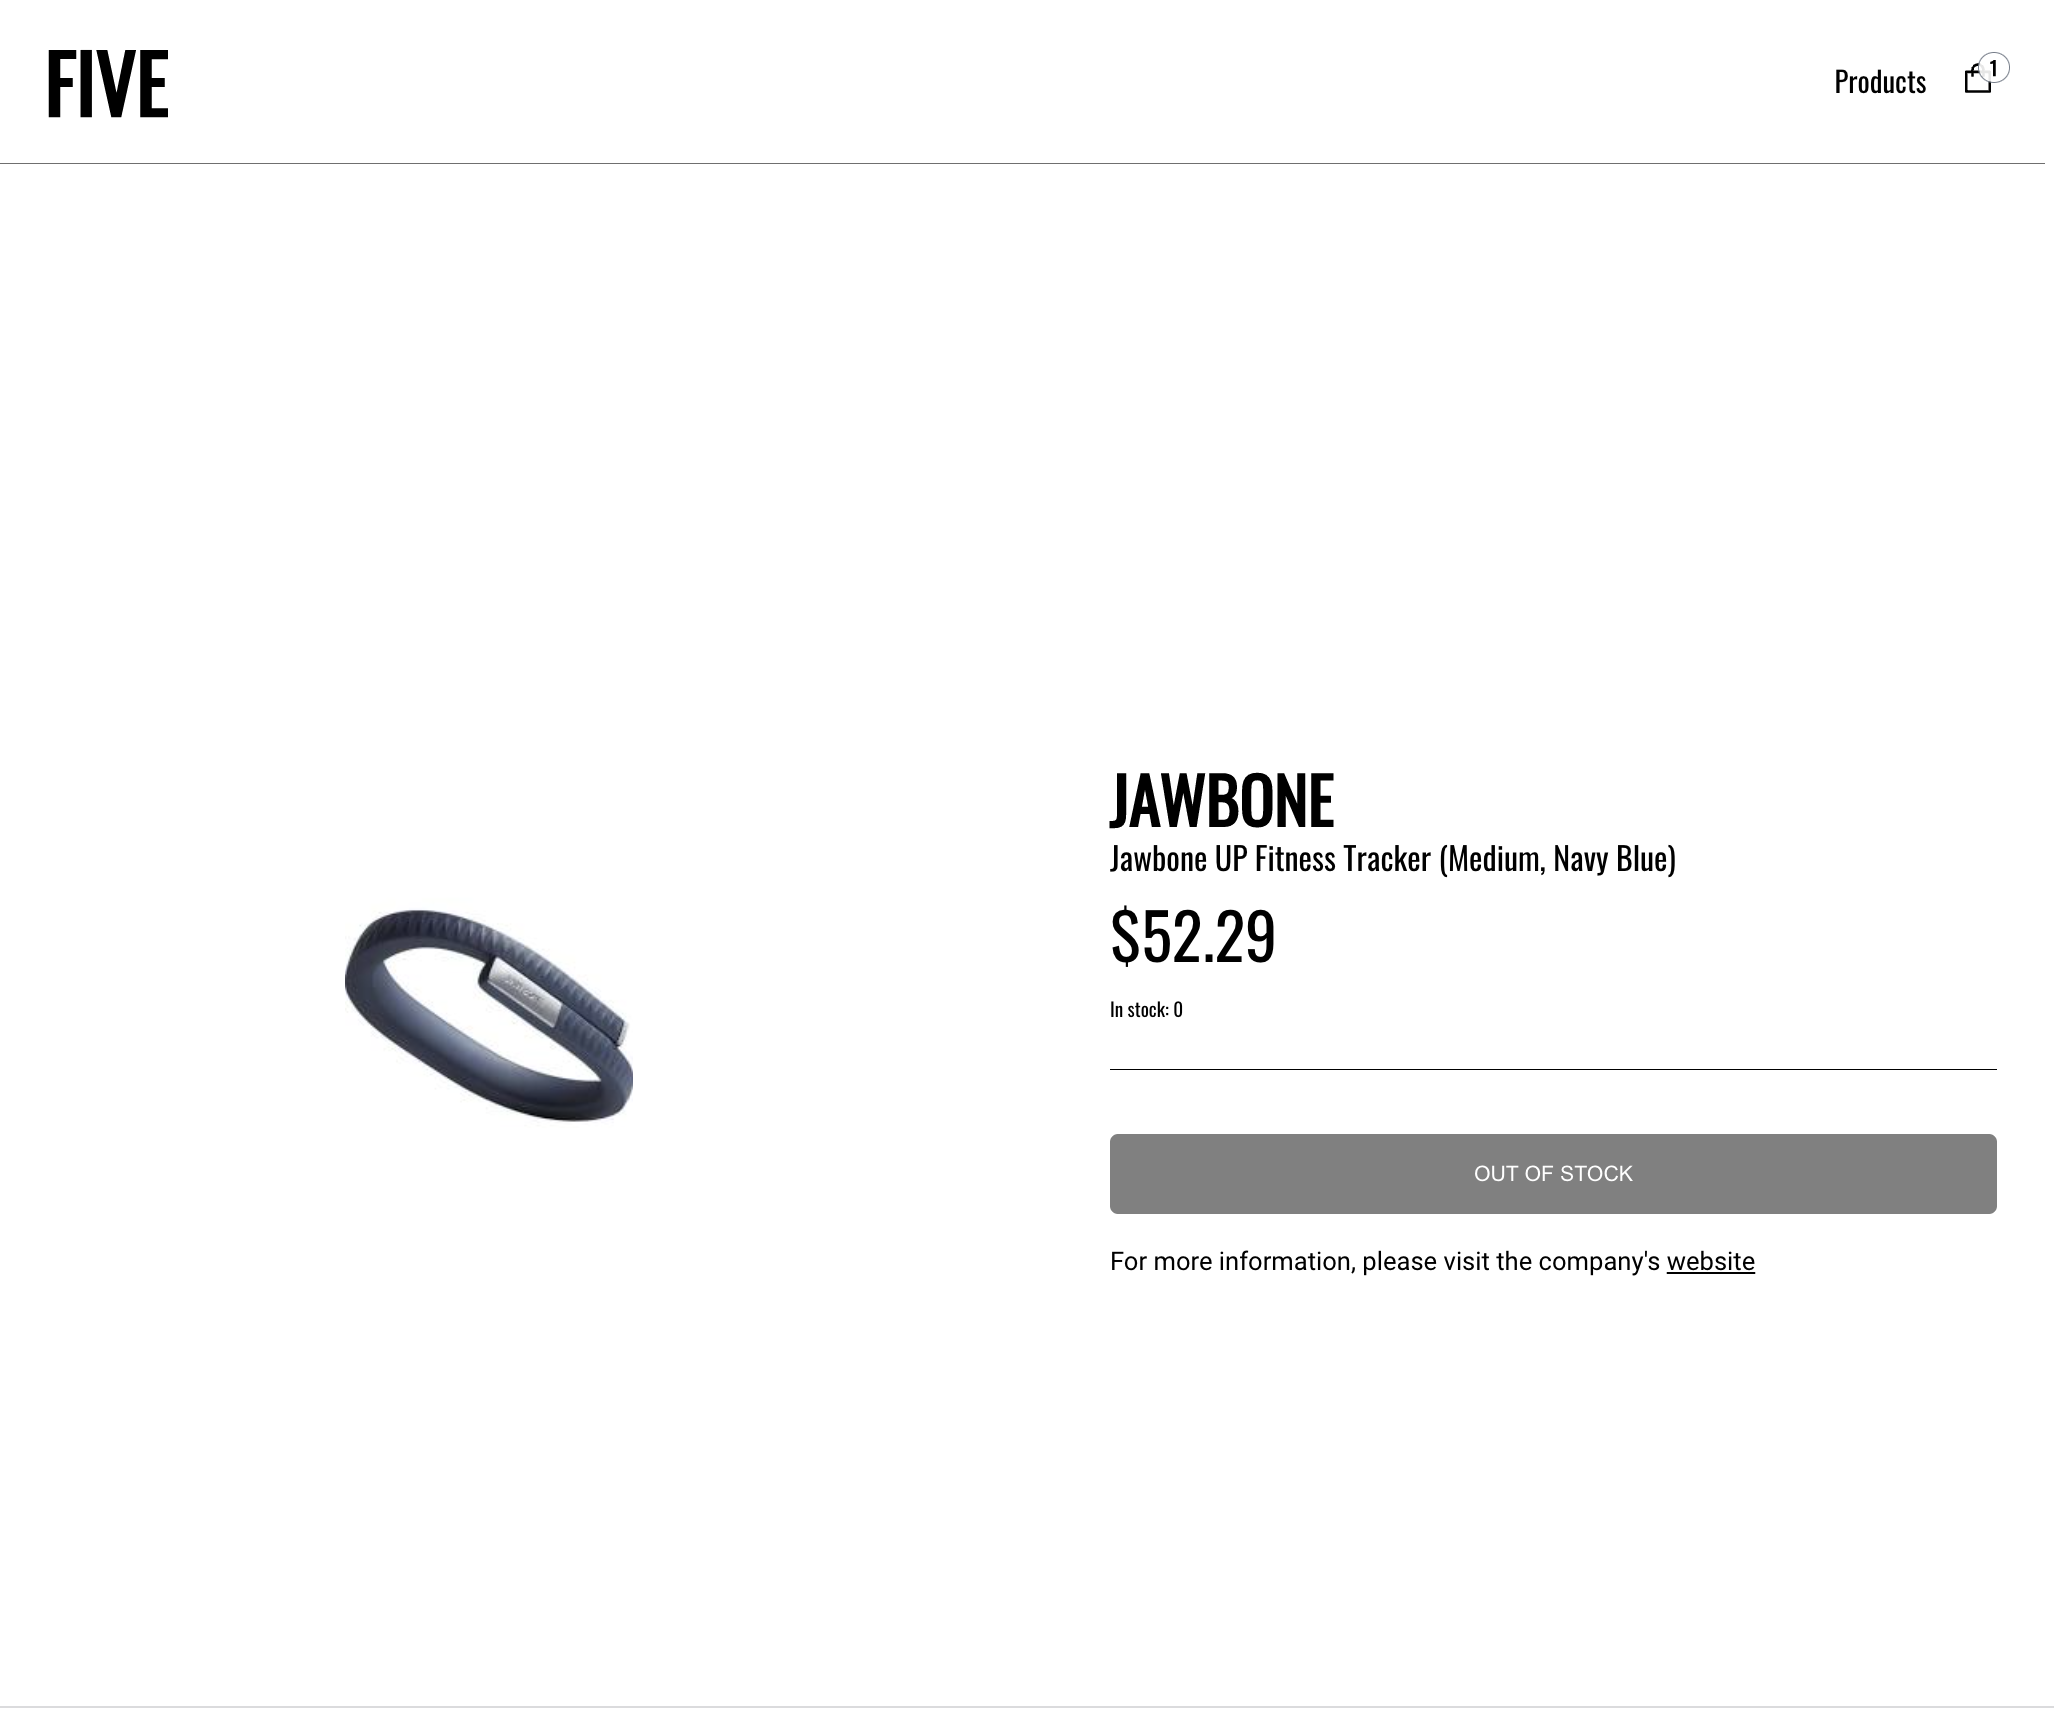 FIVE
Products
1
JAWBONE
Jawbone UP Fitness Tracker (Medium, Navy Blue)
$52.29
In stock: 0
OUT OF STOCK
For more information, please visit the company's website